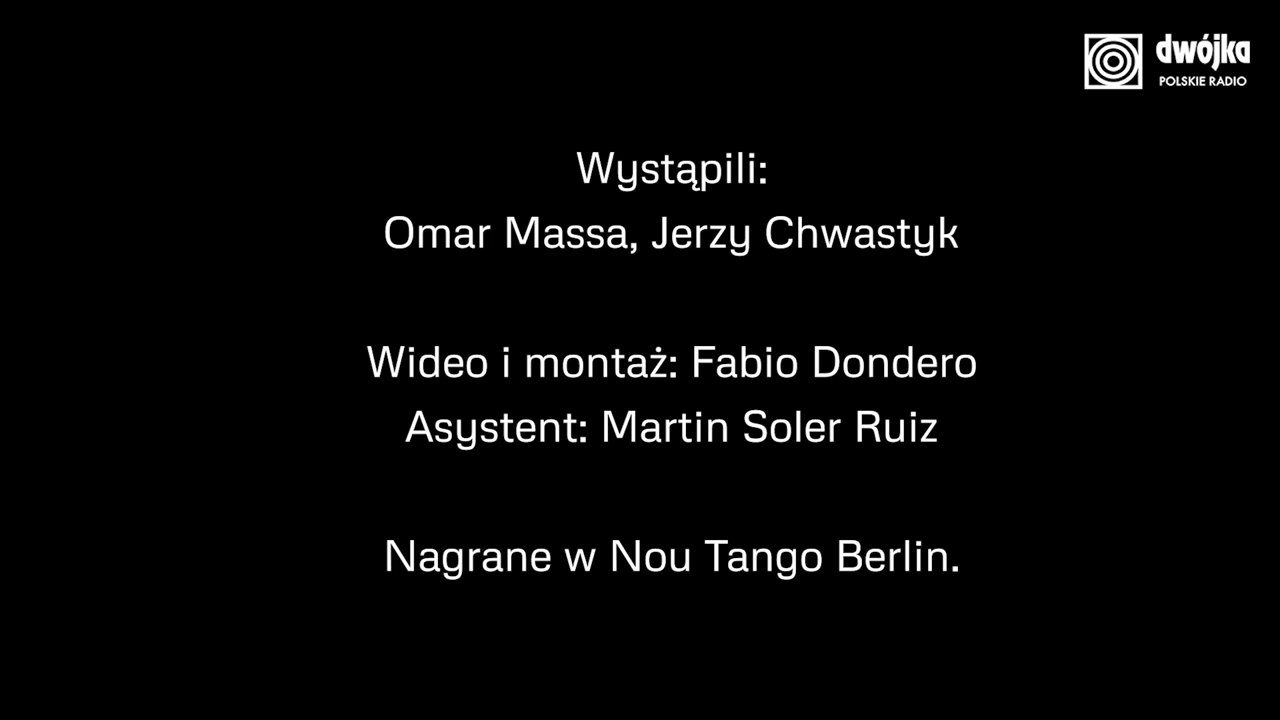 dwójka
POLSKIE RADIO
Wystąpili:
Omar Massa, Jerzy Chwastyk
Wideo i montaż: Fabio Dondero
Asystent: Martin Soler Ruiz
Nagrane w Nou Tango Berlin.